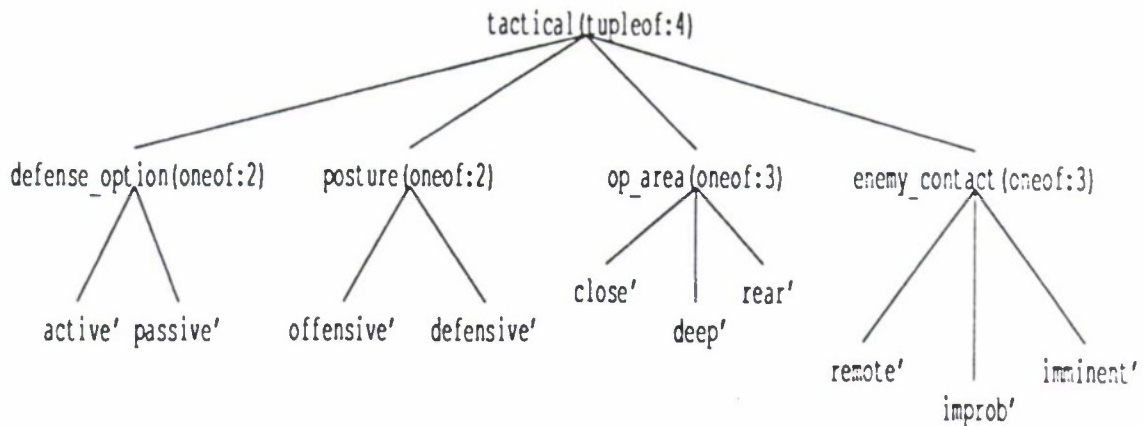 tactical(tupleof:4)
defense_option(oneof:2) posture(oneof:2) op_area(oneof:3) enemy_contact(oneof:3)
close' rear'
active' passive' offensive' defensive' deep'
remote' imminent'
improb'